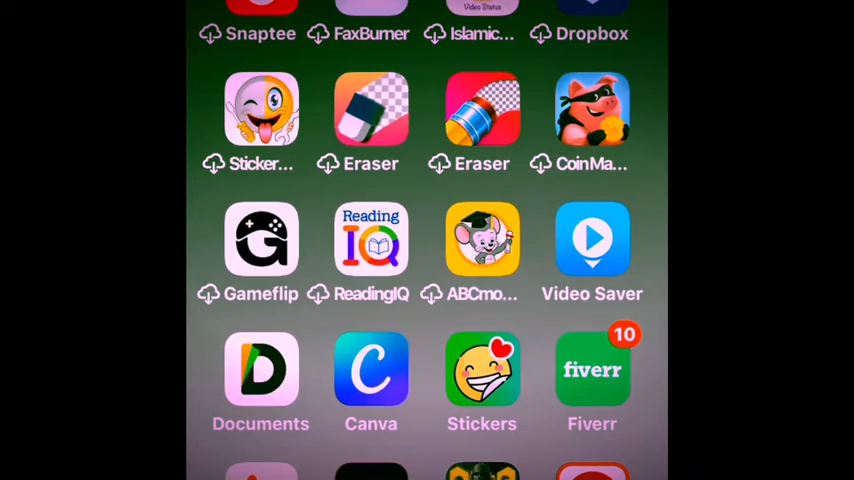 Video Status
Snaptee
FaxBurner
Islamic...
Dropbox
Sticker...
Eraser
Eraser
CoinMa...
Reading
IQ
G
Gameflip
ReadingIQ
ABCmo...
Video Saver
10
D
C
fiverr
Documents
Canva
Stickers
Fiverr